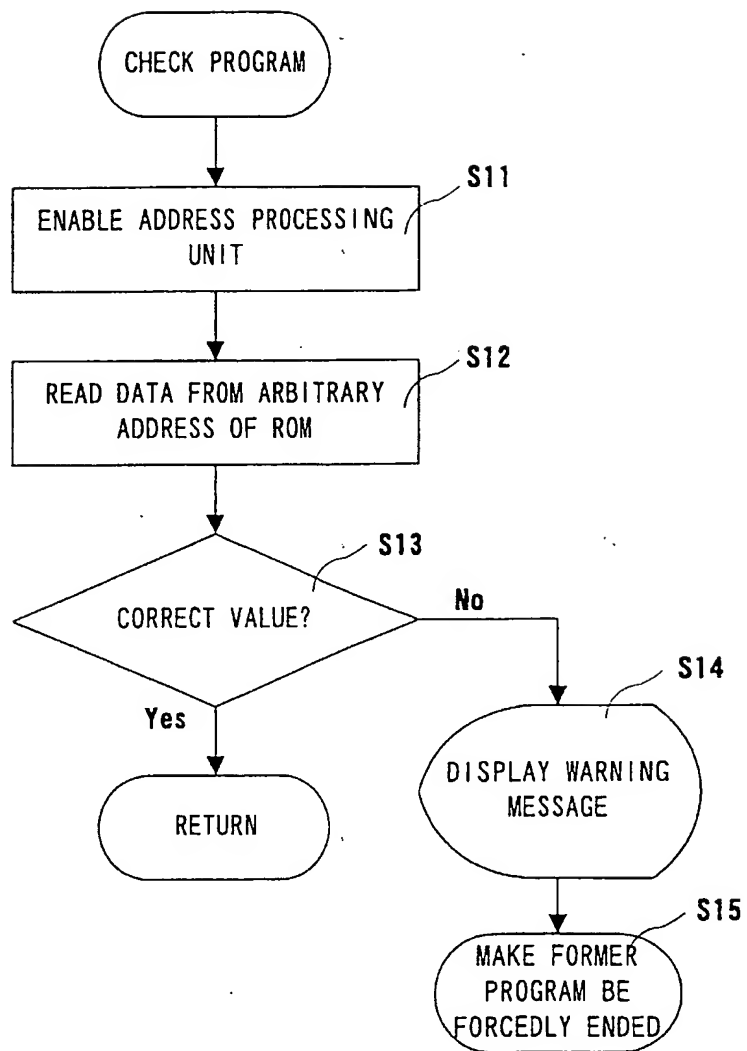 CHECK PROGRAM
S11
ENABLE ADDRESS PROCESSING
UNIT
S12
READ DATA FROM ARBITRARY
ADDRESS OF ROM
S13
CORRECT VALUE?
No
Yes
S14
DISPLAY WARNING
MESSAGE
RETURN
S15
MAKE FORMER
PROGRAM BE
FORCEDLY ENDED